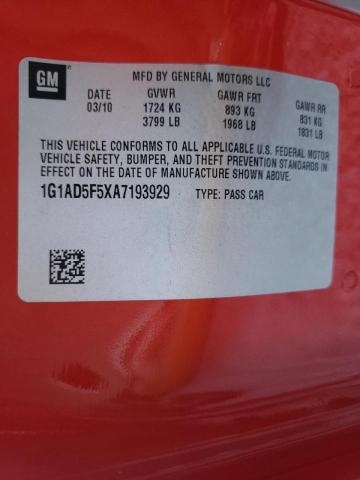 GM
MFD BY GENERAL MOTORS LLC
DATE GVWR GAWR FRT GAWR RR
03/10 1724 KG 893 KG 831 KG
3799 LB 1968 LB 1831 LB
THIS VEHICLE CONFORMS TO ALL APPLICABLE U.S. FEDERAL MOTOR
VEHICLE SAFETY, BUMPER, AND THEFT PREVENTION STANDARDS IN
EFFECT ON THE DATE OF MANUFACTURE SHOWN ABOVE.
1G1AD5F5XA7193929 TYPE: PASS CAR